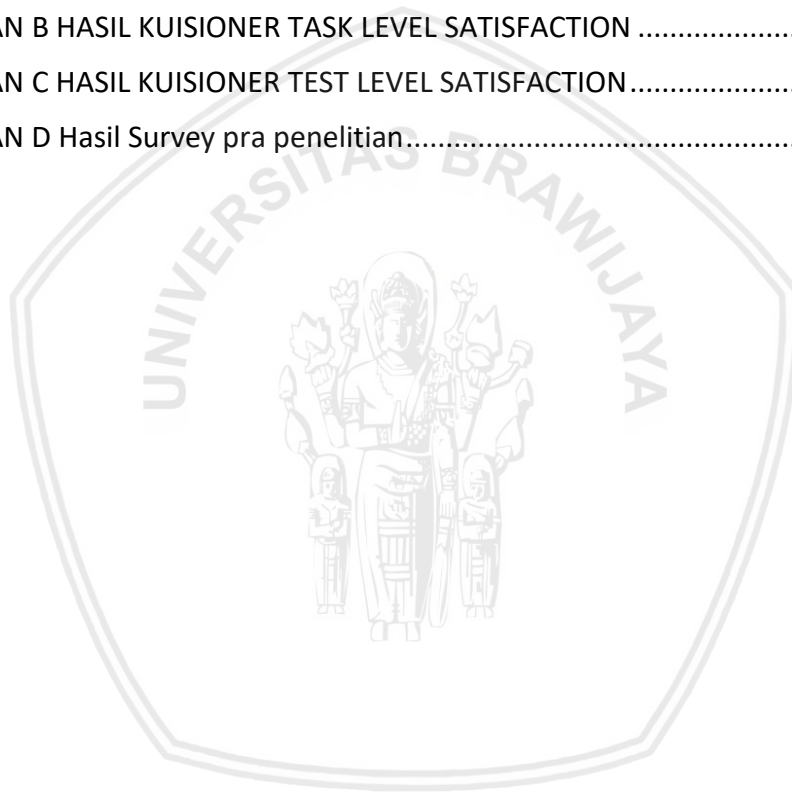 AN B HASIL KUISIONER TASK LEVEL SATISFACTION ......................
AN C HASIL KUISIONER TEST LEVEL SATISFACTION......................
AN D Hasil Survey pra penelitian.....................................................
UNIVERSITAS BRAWIJAYA